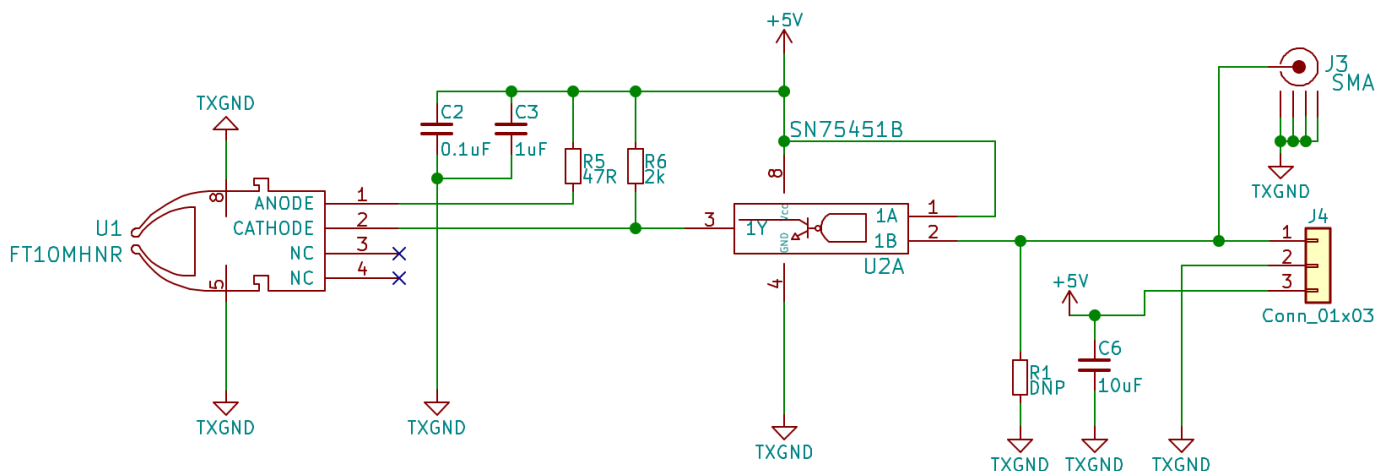 +5V
J3
SMA
TXGND
C2
0.1uF
C3
1uF
SN75451B
R5
47R
R6
2k
8
8
TXGND
U1
FT10MHNR
ANODE
1
CATHODE
2
NC
3
NC
4
5
3
1Y
Vcc
GND
1A
1
1B
2
U2A
4
J4
1
2
3
Conn_01x03
+5V
R1
DNP
C6
10uF
TXGND
TXGND
TXGND
TXGND
TXGND
TXGND